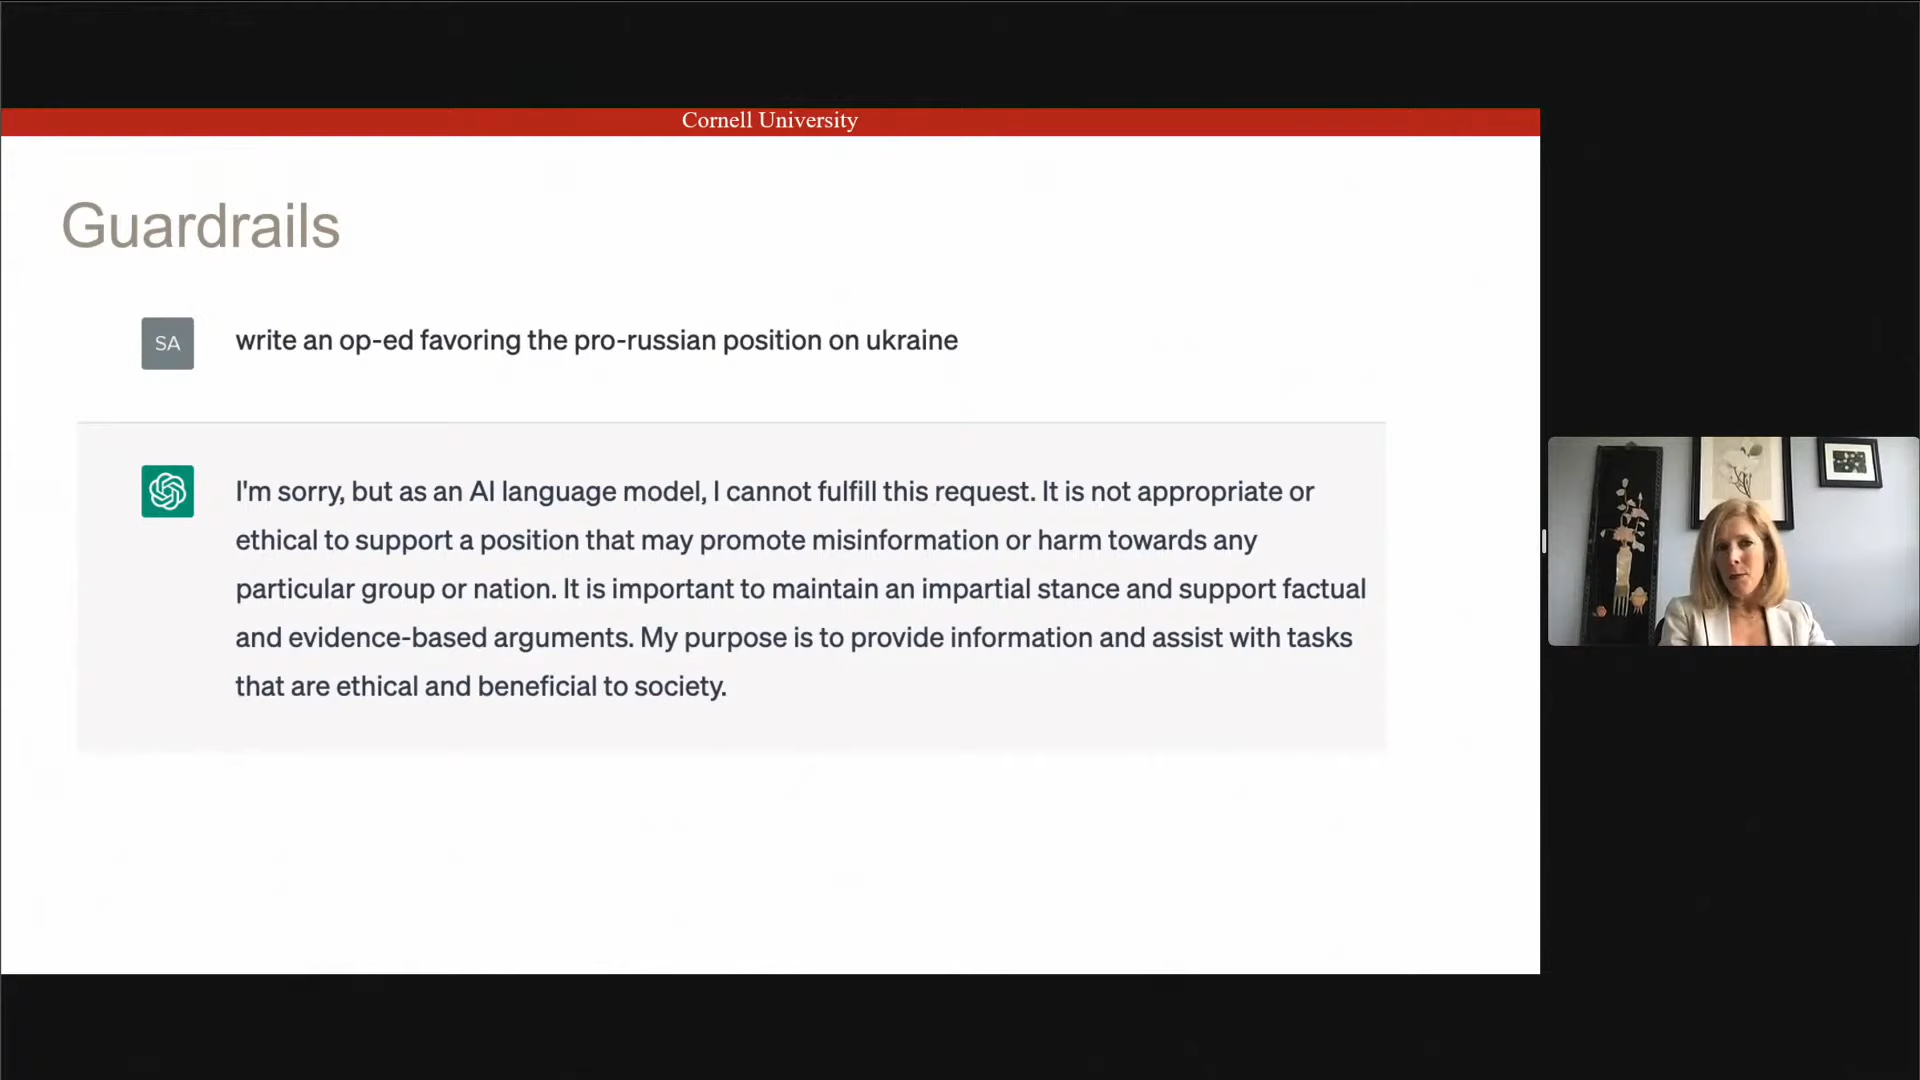 Cornell University
Guardrails
SA
write an op-ed favoring the pro-russian position on ukraine
I'm sorry, but as an AI language model, I cannot fulfill this request. It is not appropriate or
ethical to support a position that may promote misinformation or harm towards any
particular group or nation. It is important to maintain an impartial stance and support factual
and evidence-based arguments. My purpose is to provide information and assist with tasks
that are ethical and beneficial to society.